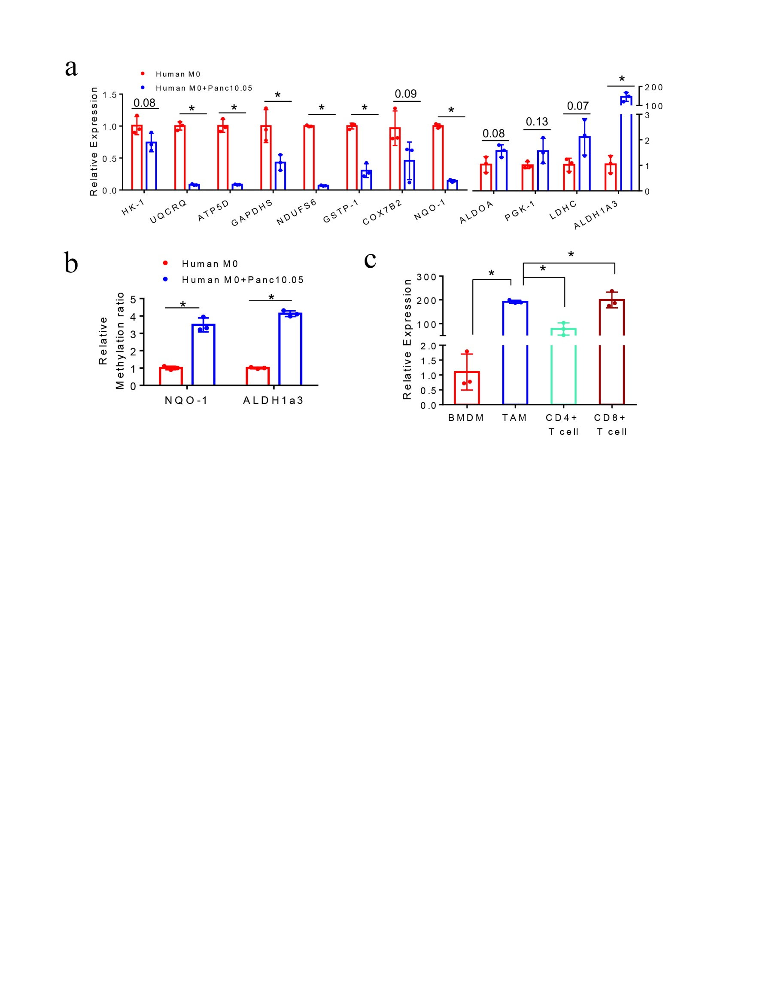 a
Human M0
Human M0+Panc10.05
Relative Expression
1.5
1.0
0.5
0.0
0.08
*
*
*
*
*
0.09
*
0.08
0.13
0.07
*
200
100
3
2
1
0
HK-1
UQCRQ
ATP5D
GAPDHS
NDUFS6
GSTP-1
COX7B2
NQO-1
ALDOA
PGK-1
LDHC
ALDH1A3
b
Human M0
Human M0+Panc10.05
Relative
Methylation ratio
5
4
3
2
1
0
*
*
NQO-1
ALDH1a3
c
Relative Expression
300
200
100
2.0
1.5
1.0
0.5
0.0
*
*
*
BMDM
TAM
CD4+
T cell
CD8+
T cell